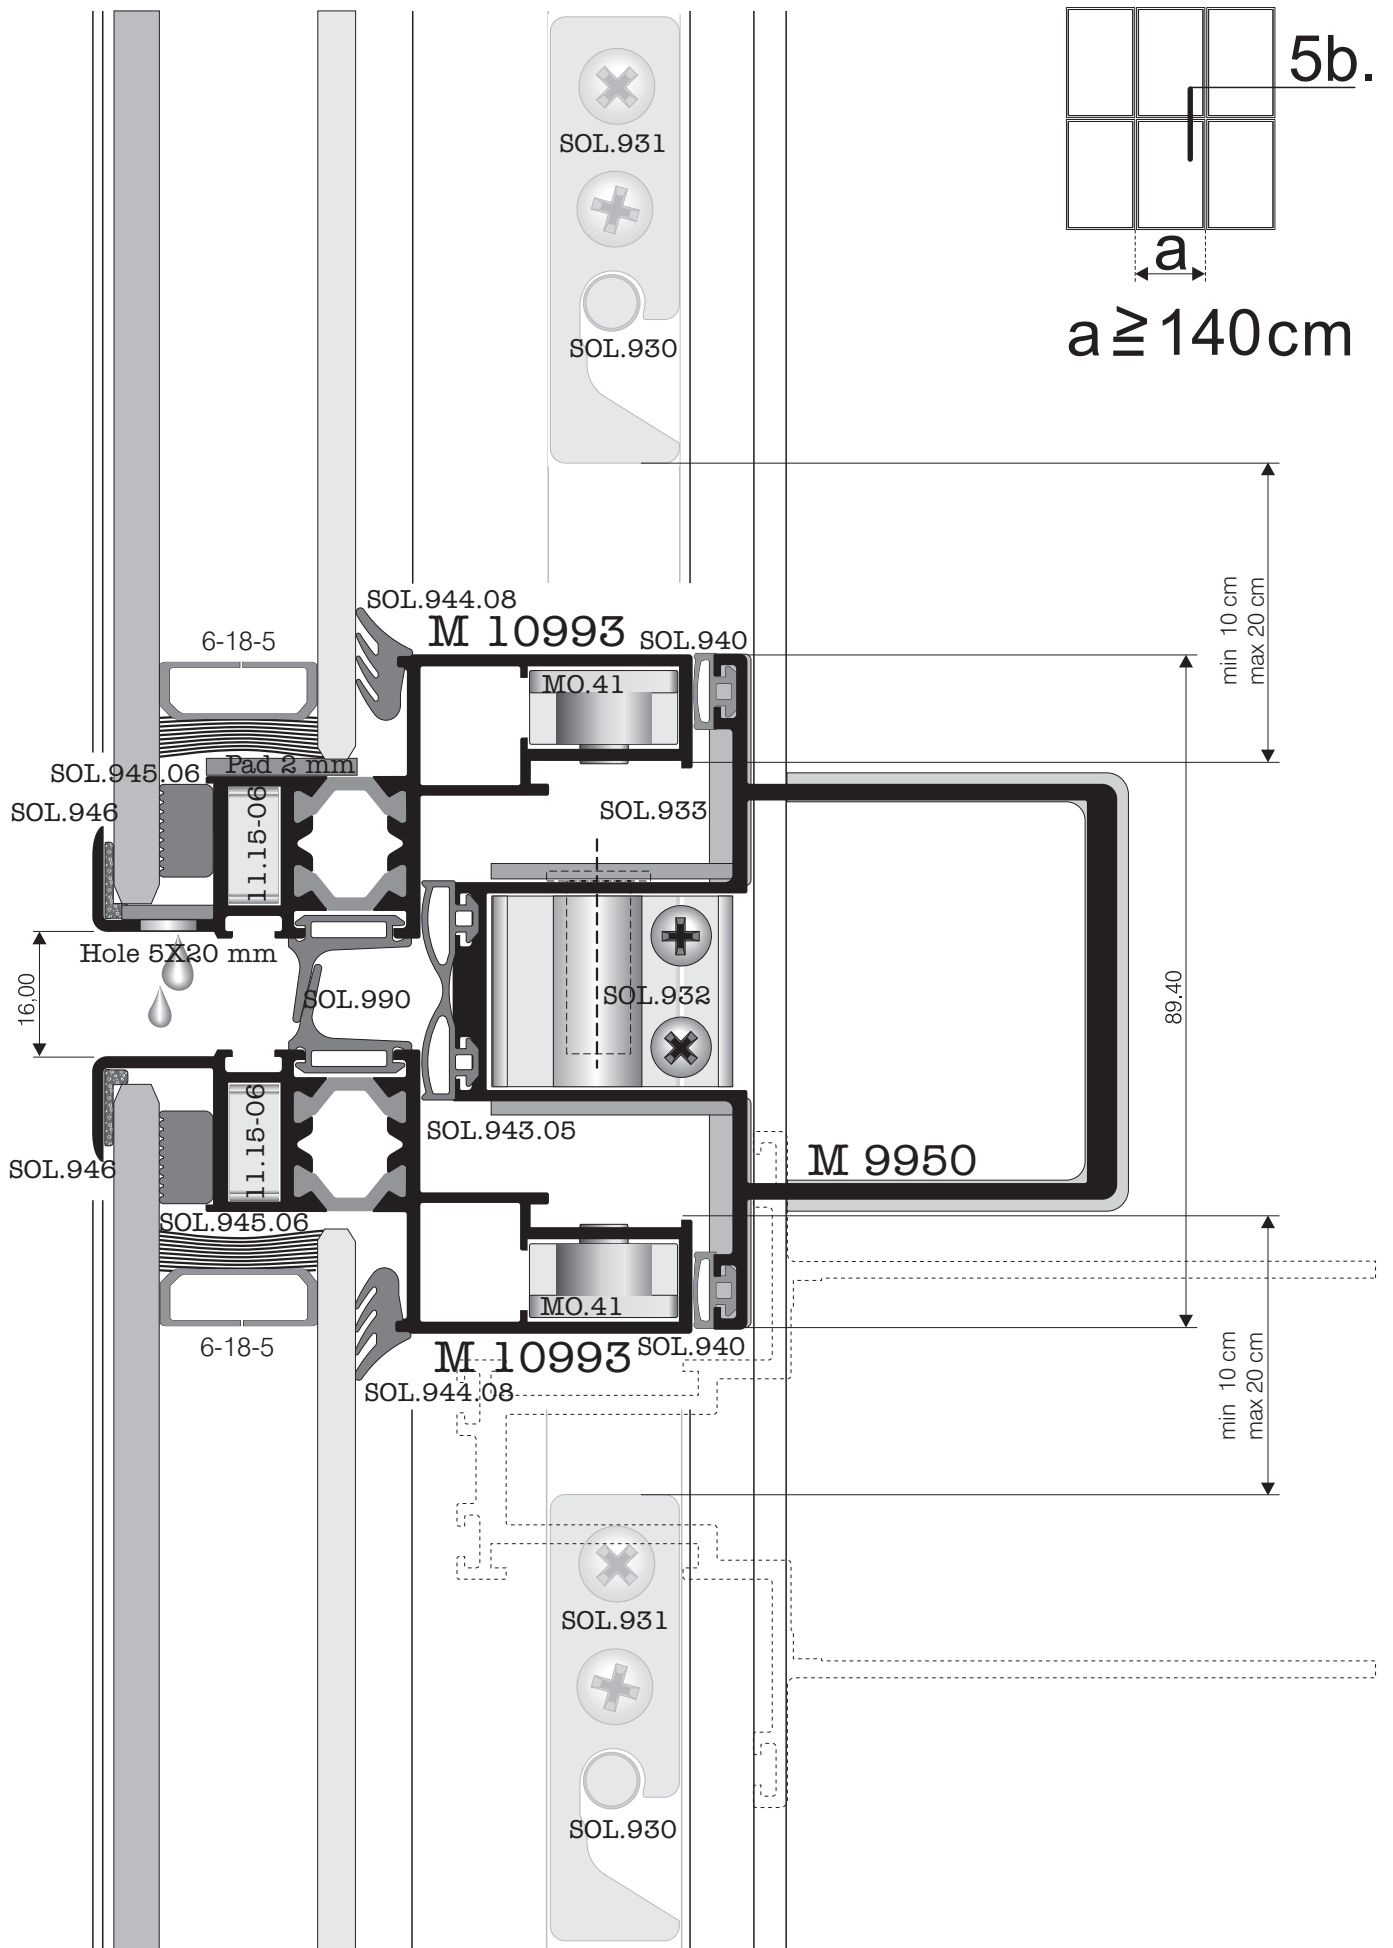 5b.
SOL.931
a
a ≧ 140cm
SOL.930
min 10 cm
max 20 cm
SOL.944.08
M 10993
SOL.940
6-18-5
MO.41
SOL.945.06
Pad 2 mm
SOL.946
11.15-06
SOL.933
Hole 5X20 mm
16,00
SOL.990
SOL.932
89.40
11.15-06
SOL.943.05
M 9950
SOL.946
SOL.945.06
MO.41
6-18-5
M 10993
SOL.940
SOL.944.08
min 10 cm
max 20 cm
SOL.931
SOL.930